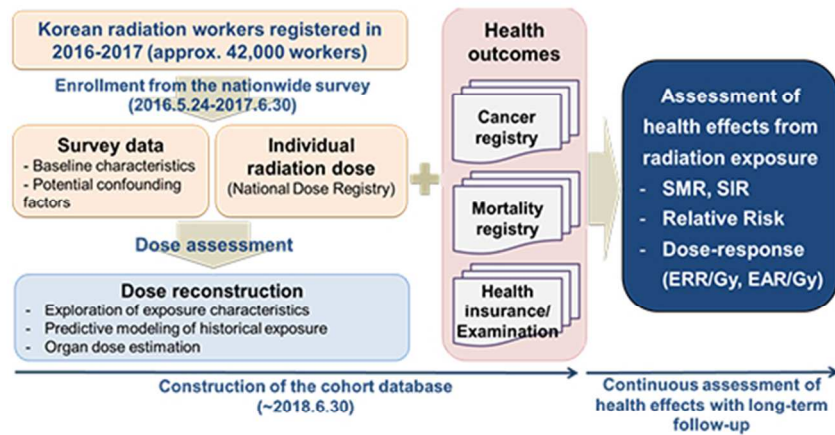 Korean radiation workers registered in
2016-2017 (approx. 42,000 workers)
Enrollment from the nationwide survey
(2016.5.24-2017.6.30)
Survey data
- Baseline characteristics
- Potential confounding
factors
Individual
radiation dose
(National Dose Registry)
Dose assessment
Dose reconstruction
- Exploration of exposure characteristics
- Predictive modeling of historical exposure
- Organ dose estimation
Health
outcomes
Cancer
registry
Mortality
registry
Health
insurance/
Examination
Assessment of
health effects from
radiation exposure
- SMR, SIR
- Relative Risk
- Dose-response
(ERR/Gy, EAR/Gy)
Construction of the cohort database
(~2018.6.30)
Continuous assessment of
health effects with long-term
follow-up